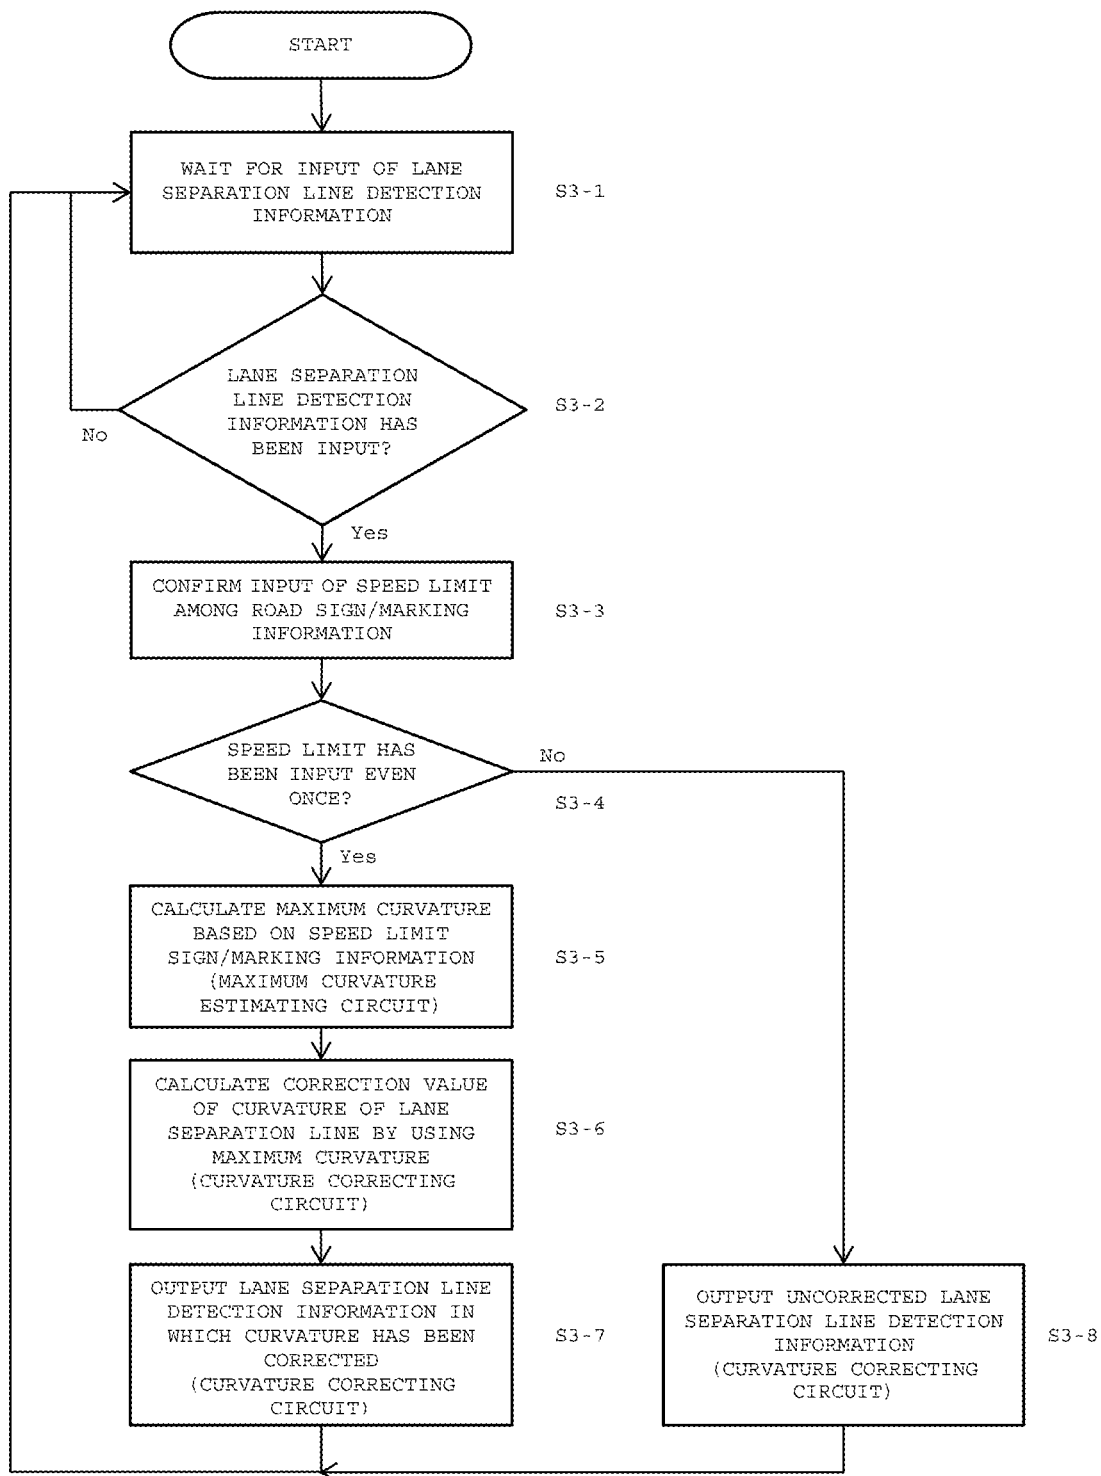 START
WAIT FOR INPUT OF LANE
SEPARATION LINE DETECTION
INFORMATION
S3-1
LANE SEPARATION
LINE DETECTION
INFORMATION HAS
BEEN INPUT?
S3-2
No
Yes
CONFIRM INPUT OF SPEED LIMIT
AMONG ROAD SIGN/MARKING
INFORMATION
S3-3
SPEED LIMIT HAS
BEEN INPUT EVEN
ONCE?
No
S3-4
Yes
CALCULATE MAXIMUM CURVATURE
BASED ON SPEED LIMIT
SIGN/MARKING INFORMATION
(MAXIMUM CURVATURE
ESTIMATING CIRCUIT)
S3-5
CALCULATE CORRECTION VALUE
OF CURVATURE OF LANE
SEPARATION LINE BY USING
MAXIMUM CURVATURE
(CURVATURE CORRECTING
CIRCUIT)
S3-6
OUTPUT LANE SEPARATION LINE
DETECTION INFORMATION IN
WHICH CURVATURE HAS BEEN
CORRECTED
(CURVATURE CORRECTING
CIRCUIT)
S3-7
OUTPUT UNCORRECTED LANE
SEPARATION LINE DETECTION
INFORMATION
(CURVATURE CORRECTING
CIRCUIT)
S3-8